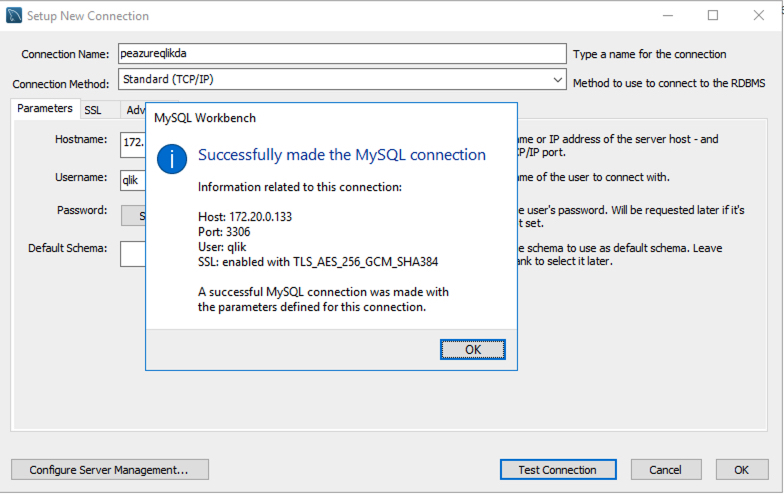 Setup New Connection
Connection Name: peazureqlikda Type a name for the connection
Connection Method: Standard (TCP/IP) Method to use to connect to the RDBMS
Parameters SSL
MySQL Workbench
Hostname: 172. or IP address of the server host - and
Successfully made the MySQL connection
IP port.
Username: qlik of the user to connect with.
Information related to this connection:
Password: user's password. Will be requested later if it's
Host: 172.20.0.133
set.
Port: 3306
User: qlik
Default Schema: schema to use as default schema. Leave
SSL: enabled with TLS_AES_256_GCM_SHA384
to select it later.
A successful MySQL connection was made with
the parameters defined for this connection.
OK
Configure Server Management... Test Connection Cancel OK